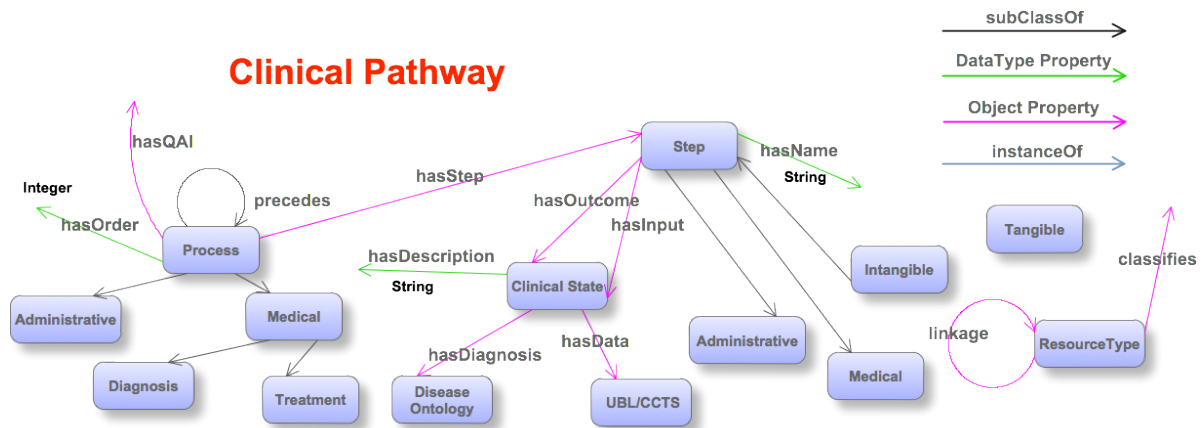 subClassOf
DataType Property
Clinical Pathway
Object Property
hasQAI
Step
hasName
instanceOf
hasStep
String
Integer
precedes
hasOutcome
hasOrder
hasInput
Tangible
Process
hasDescription
classifies
Intangible
String
Clinical State
Administrative
Medical
Administrative
linkage
ResourceType
hasDiagnosis
hasData
Diagnosis
Treatment
Disease
Ontology
UBL/CCTS
Medical